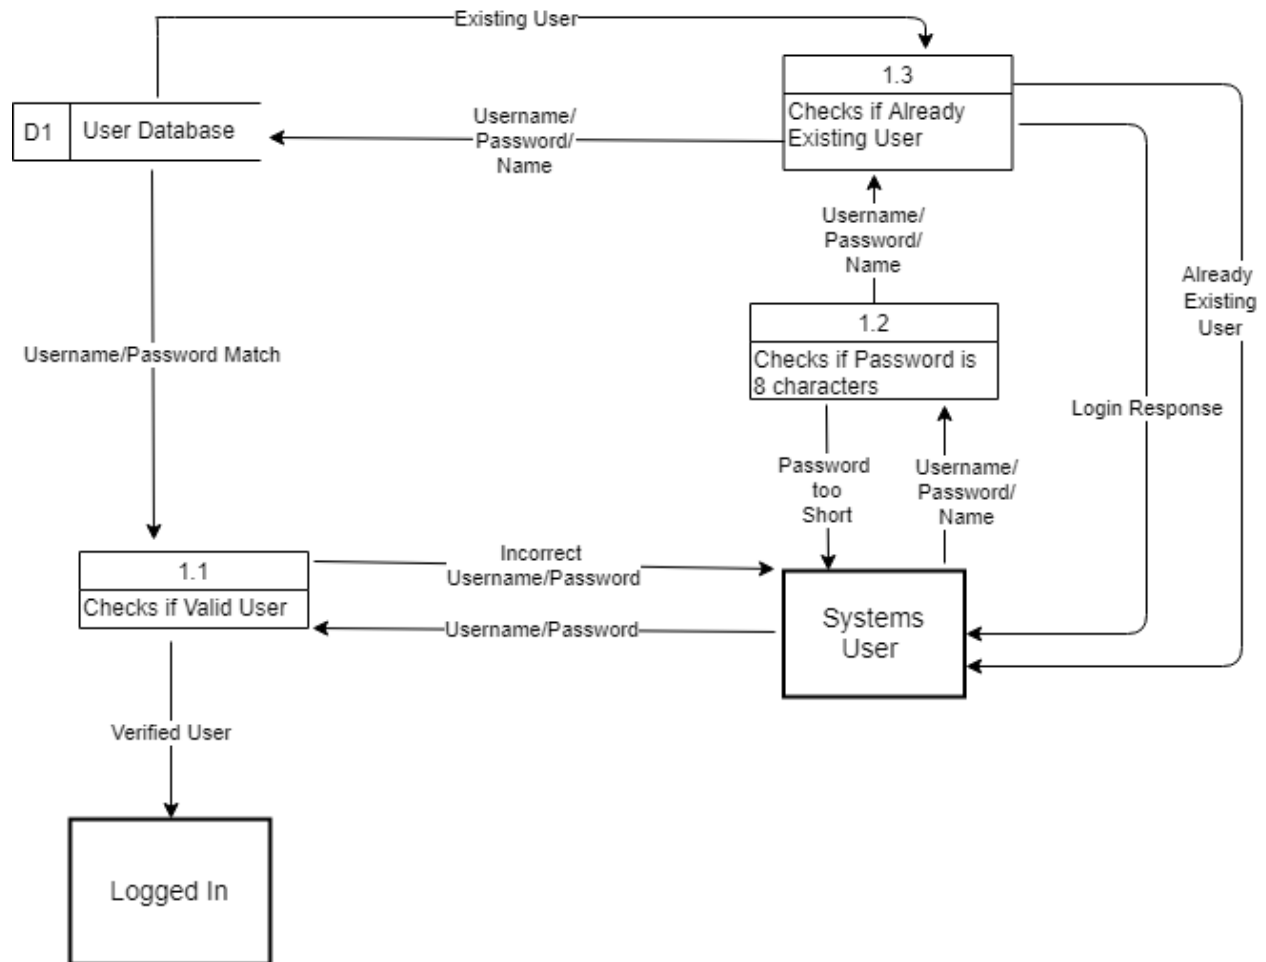 Existing User
1.3
Checks if Already
Existing User
Username/
Password/
Name
D1
User Database
Username/
Password/
Name
Already
Existing
User
1.2
Checks if Password is
8 characters
Username/Password Match
Login Response
Password
too
Short
Username/
Password/
Name
Incorrect
Username/Password
1.1
Checks if Valid User
Username/Password
Systems
User
Verified User
Logged In